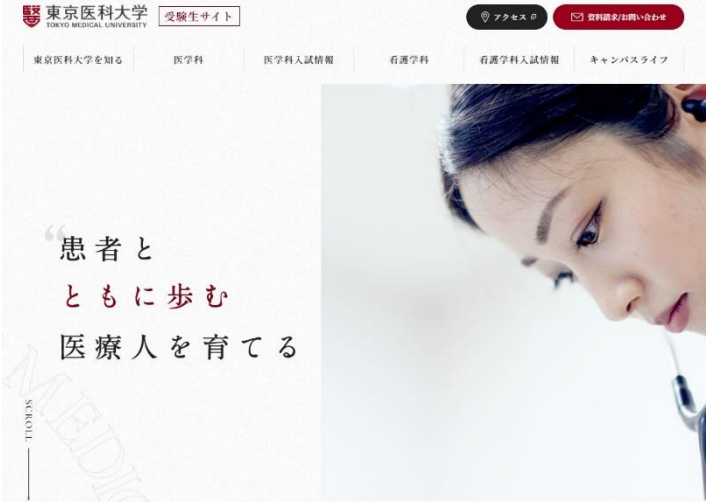 東京医科大学
TOKYO MEDICAL UNIVERSITY
受験生サイト
アクセス
資料請求/お問い合わせ
東京医科大学を知る
医学科
医学科入試情報
看護学科
看護学科入試情報
キャンパスライフ
“患者と
ともに歩む
医療人を育てる
SCROLL
MEDIC